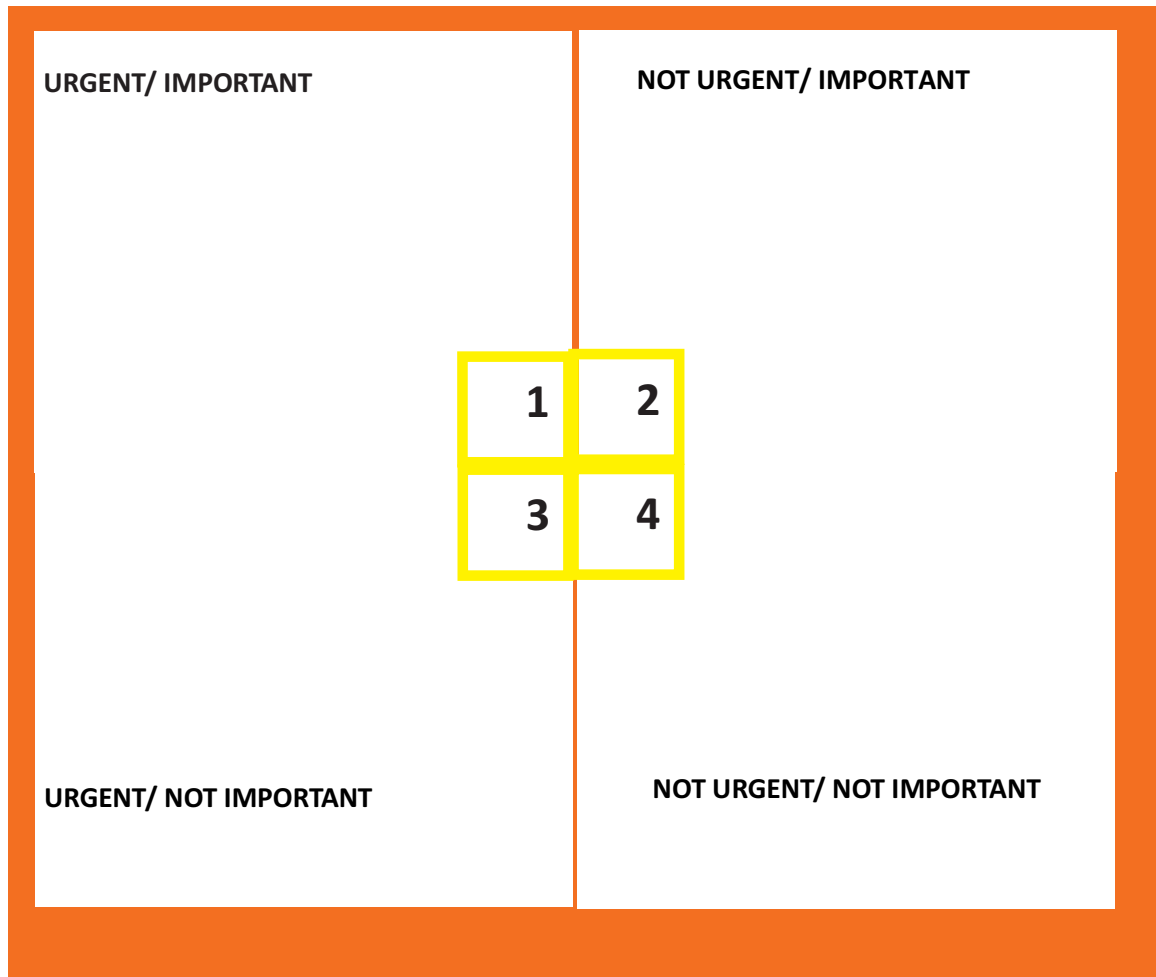 URGENT/ IMPORTANT
NOT URGENT/ IMPORTANT
1
2
3
4
URGENT/ NOT IMPORTANT
NOT URGENT/ NOT IMPORTANT